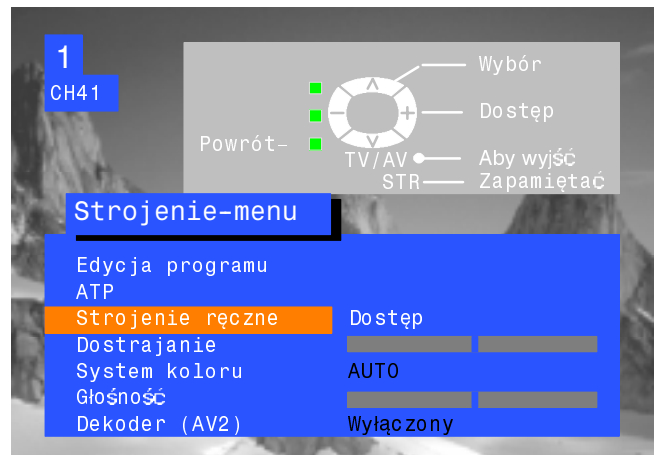 1
CH41
Wybór
Dostęp
Powrót–
TV/AV Aby wyjść
STR Zapamiętać
Strojenie-menu
Edycja programu
ATP
Strojenie ręczne Dostęp
Dostrajanie
System koloru AUTO
Głośność
Dekoder (AV2) Wyłączony